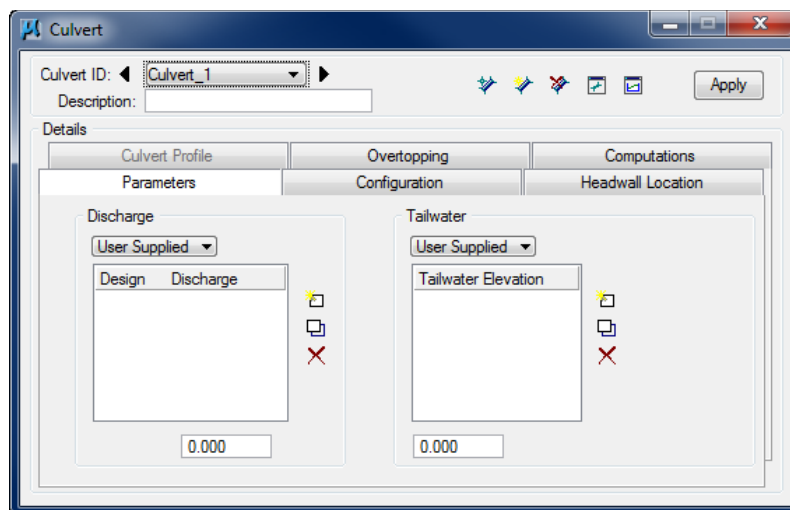 Culvert
Culvert ID: Culvert_1
Apply
Description:
Details
Culvert Profile Overtopping Computations
Parameters Configuration Headwall Location
Discharge Tailwater
User Supplied User Supplied
Design Discharge Tailwater Elevation
0.000 0.000